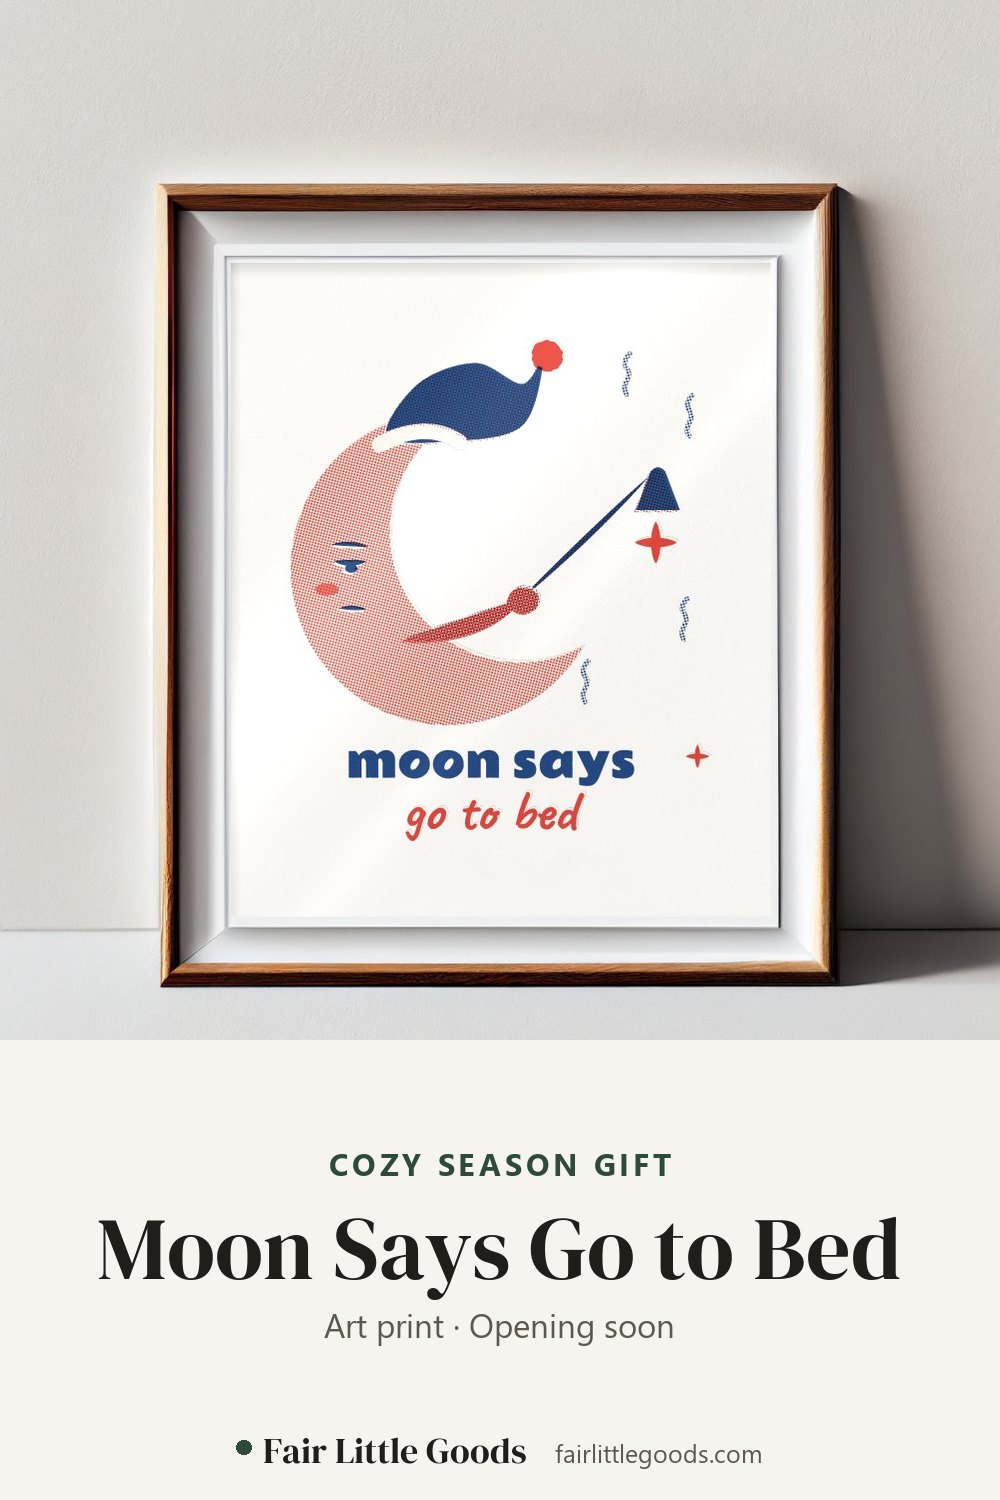 moon says
go to bed
COZY SEASON GIFT
Moon Says Go to Bed
Art print · Opening soon
Fair Little Goods fairlittlegoods.com